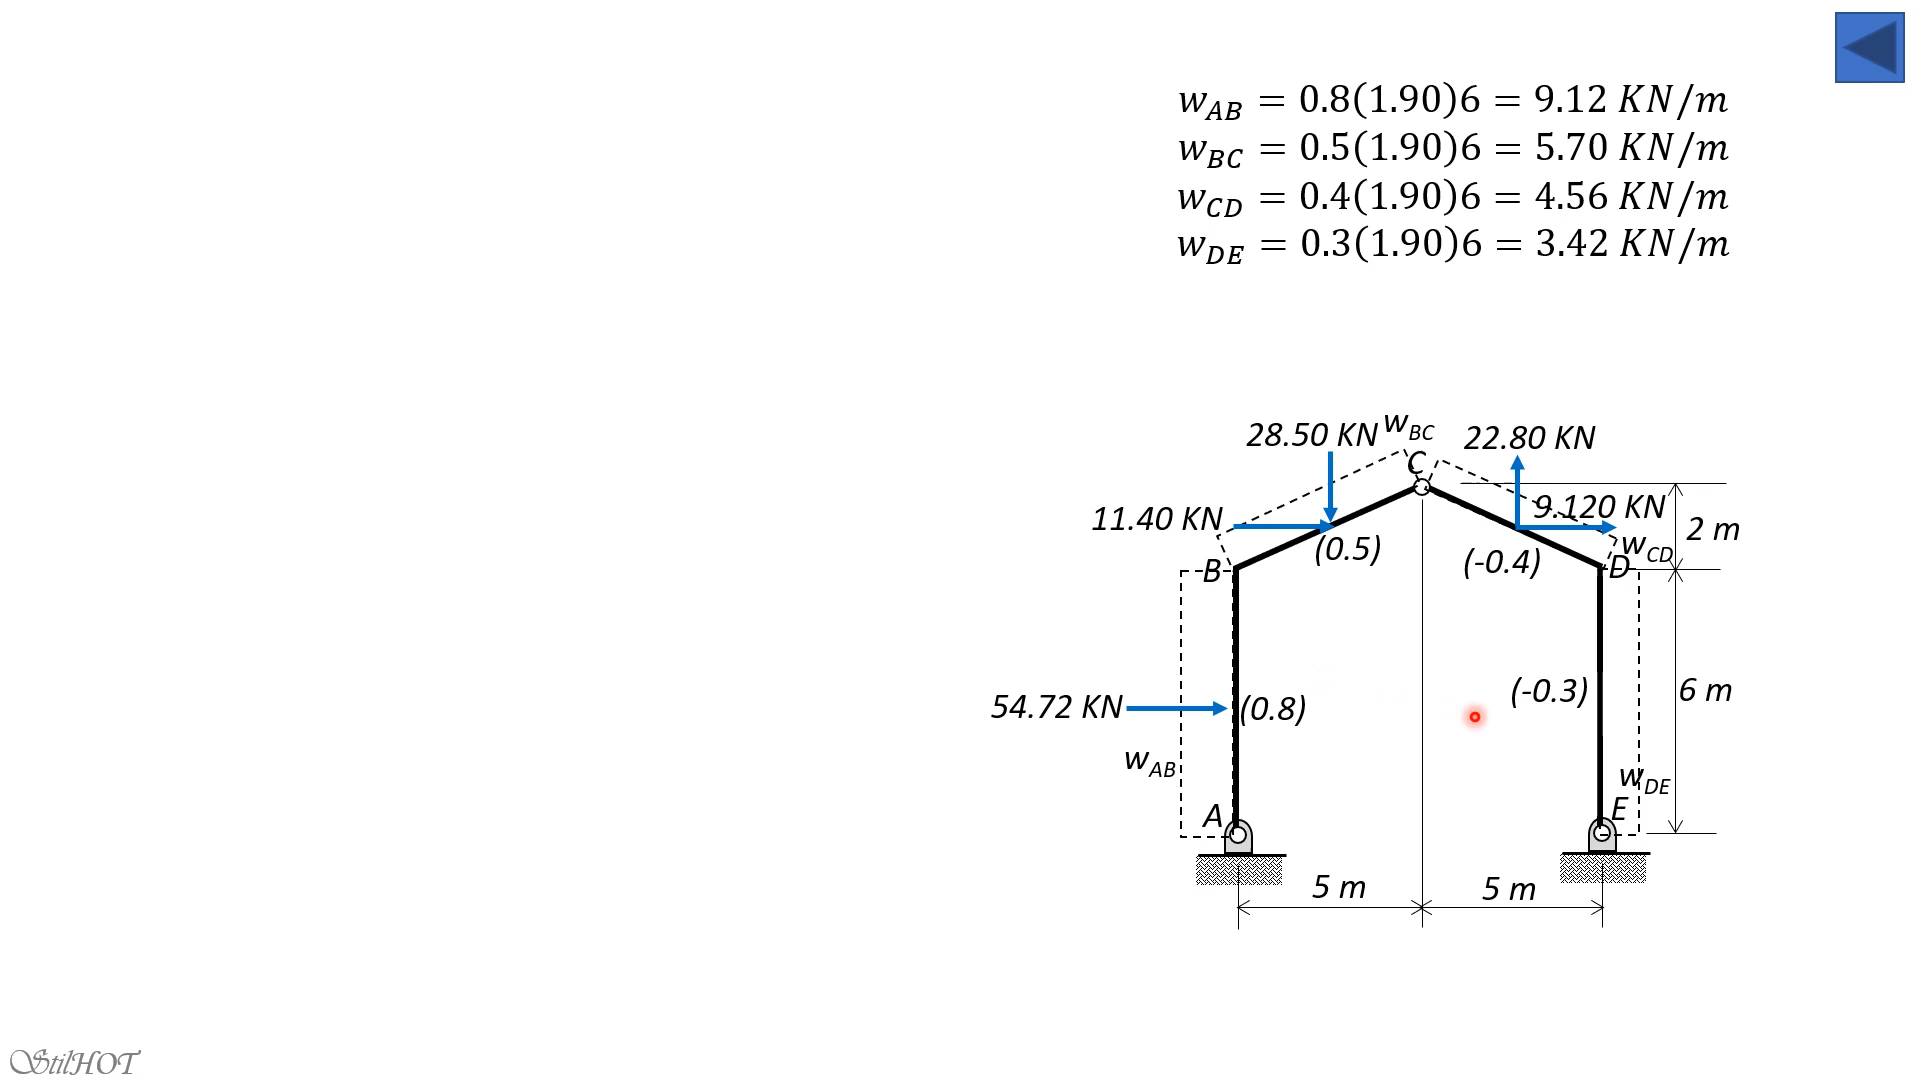 w_AB = 0.8(1.90)6 = 9.12 KN/m
w_BC = 0.5(1.90)6 = 5.70 KN/m
w_CD = 0.4(1.90)6 = 4.56 KN/m
w_DE = 0.3(1.90)6 = 3.42 KN/m
28.50 KN
w_BC
22.80 KN
C
11.40 KN
9.120 KN
2 m
(0.5)
(-0.4)
w_CD
B
D
54.72 KN
(0.8)
(-0.3)
6 m
w_AB
w_DE
A
E
5 m
5 m
StilHOT